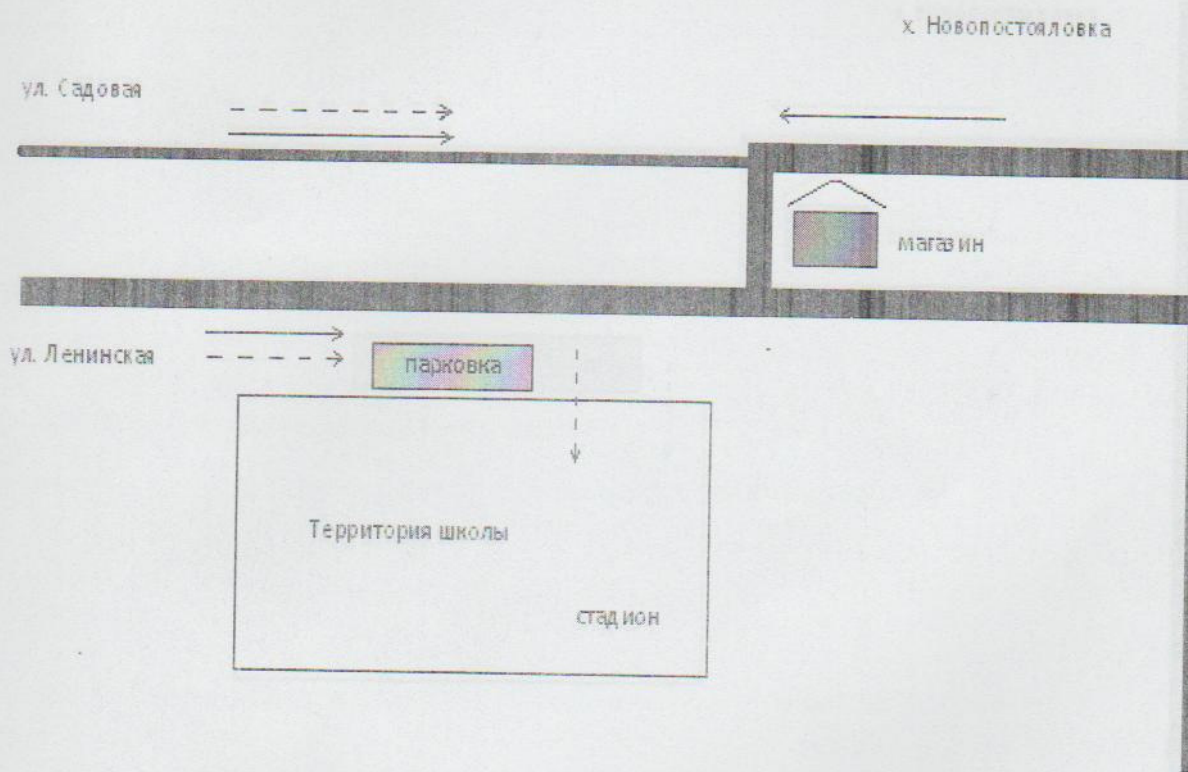 х. Новопостояловка
ул. Садовая
магазин
ул. Ленинская
парковка
Территория школы
стадион